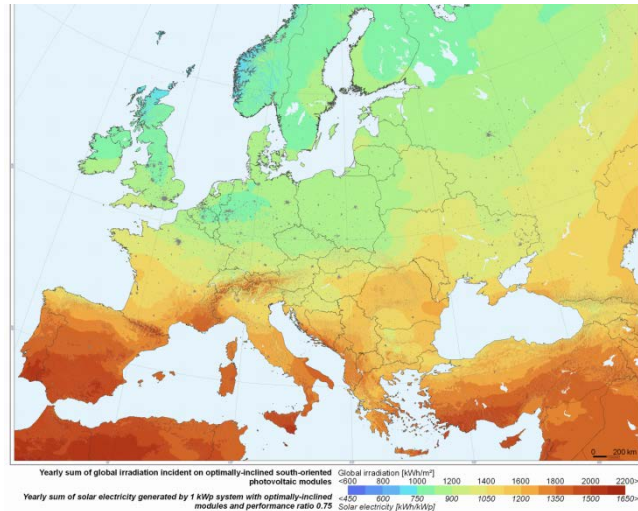 0 200 km
Yearly sum of global irradiation incident on optimally-inclined south-oriented
photovoltaic modules
Yearly sum of solar electricity generated by 1 kWp system with optimally-inclined
modules and performance ratio 0.75
Global irradiation [kWh/m²]
<600 800 1000 1200 1400 1600 1800 2000 2200>
<450 600 750 900 1050 1200 1350 1500 1650>
Solar electricity [kWh/kWp]